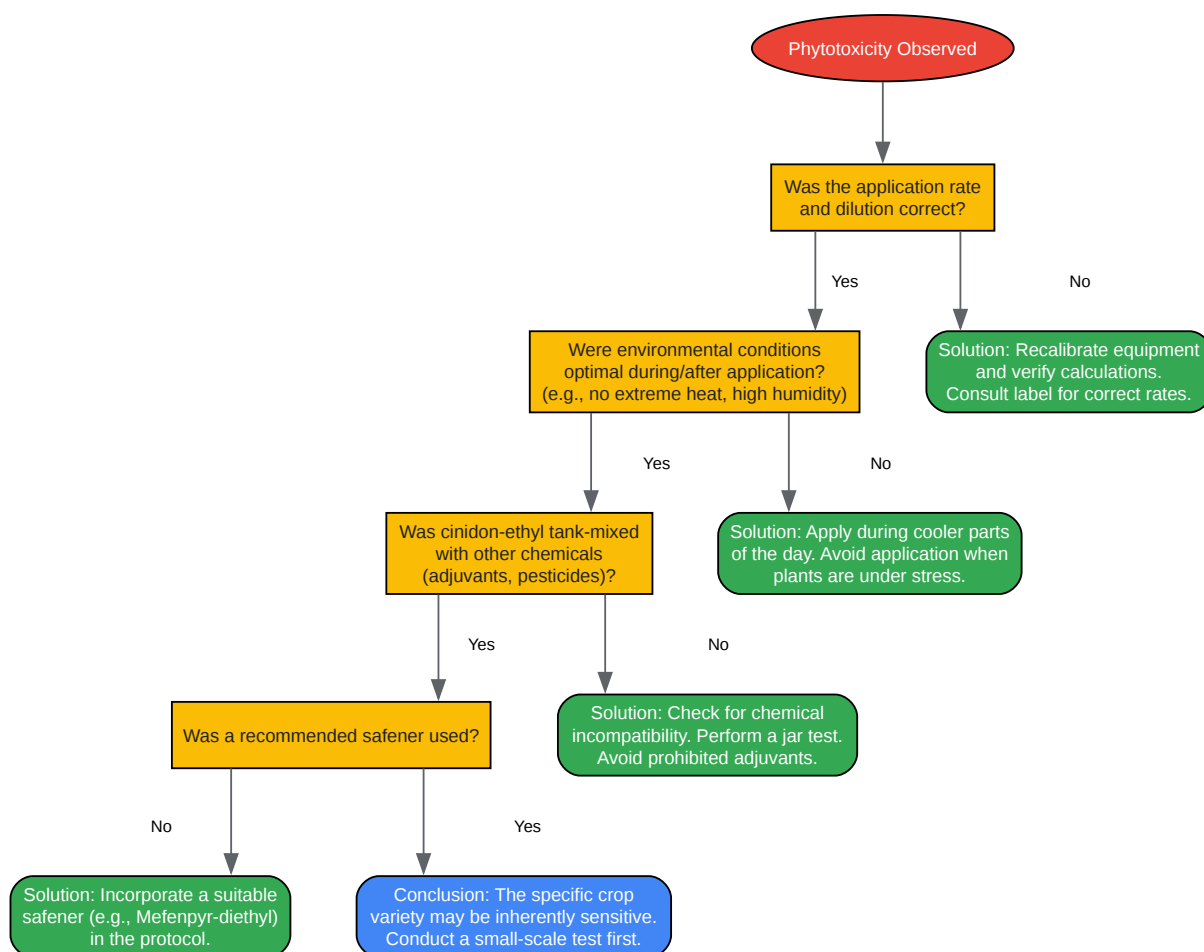 Phytotoxicity Observed
Was the application rate
and dilution correct?
Yes
No
Were environmental conditions
optimal during/after application?
(e.g., no extreme heat, high humidity)
Solution: Recalibrate equipment
and verify calculations.
Consult label for correct rates.
Yes
No
Was cinidon-ethyl tank-mixed
with other chemicals
(adjuvants, pesticides)?
Solution: Apply during cooler parts
of the day. Avoid application when
plants are under stress.
Yes
No
Was a recommended safener used?
Solution: Check for chemical
incompatibility. Perform a jar test.
Avoid prohibited adjuvants.
No
Yes
Solution: Incorporate a suitable
safener (e.g., Mefenpyr-diethyl)
in the protocol.
Conclusion: The specific crop
variety may be inherently sensitive.
Conduct a small-scale test first.